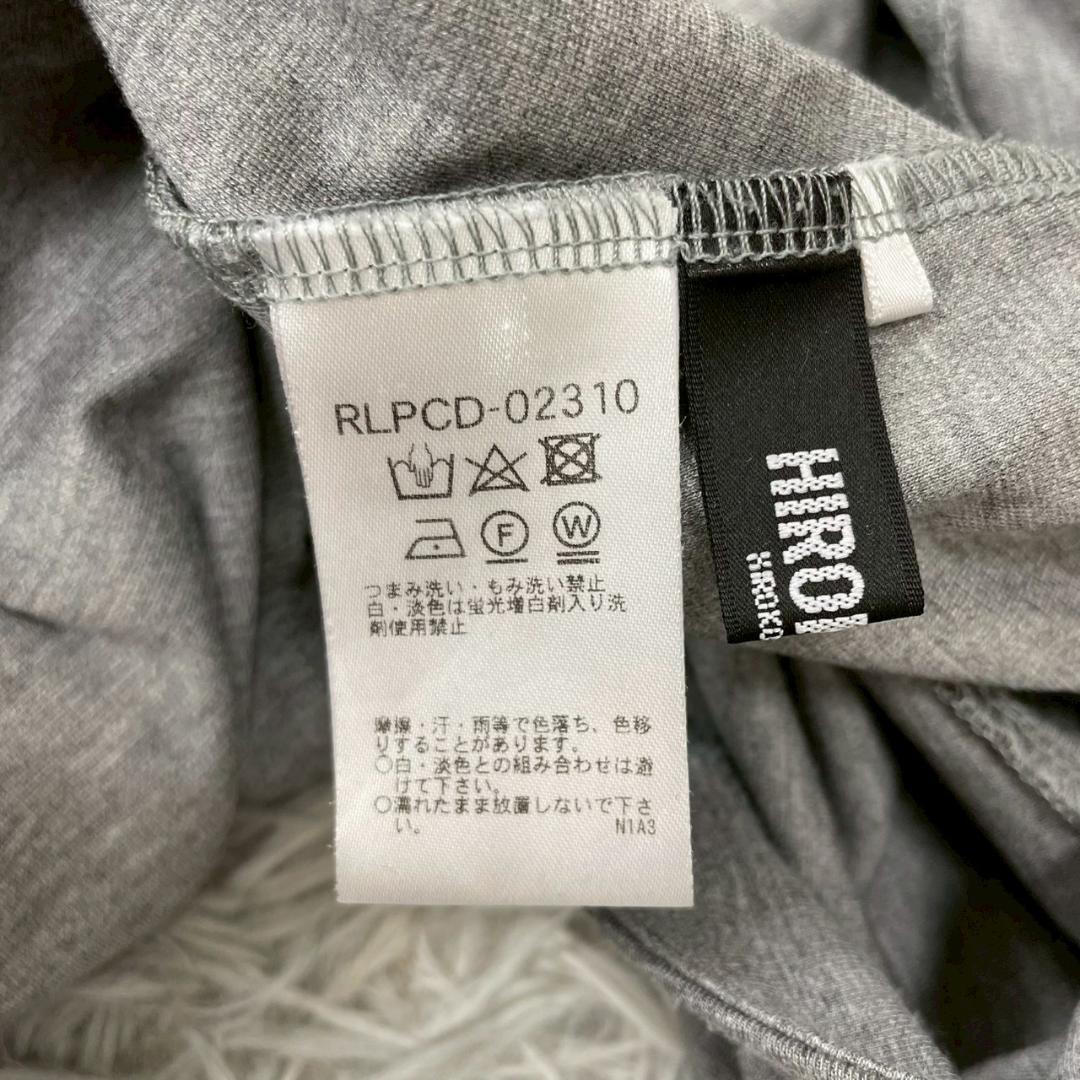 RLPCD-02310
F
W
つまみ洗い・もみ洗い禁止
白・淡色は蛍光増白剤入り洗
剤使用禁止
摩擦・汗・雨等で色落ち、色移
りすることがあります。
○白・淡色との組み合わせは避
けて下さい。
○濡れたまま放置しないで下さ
い。
N1A3